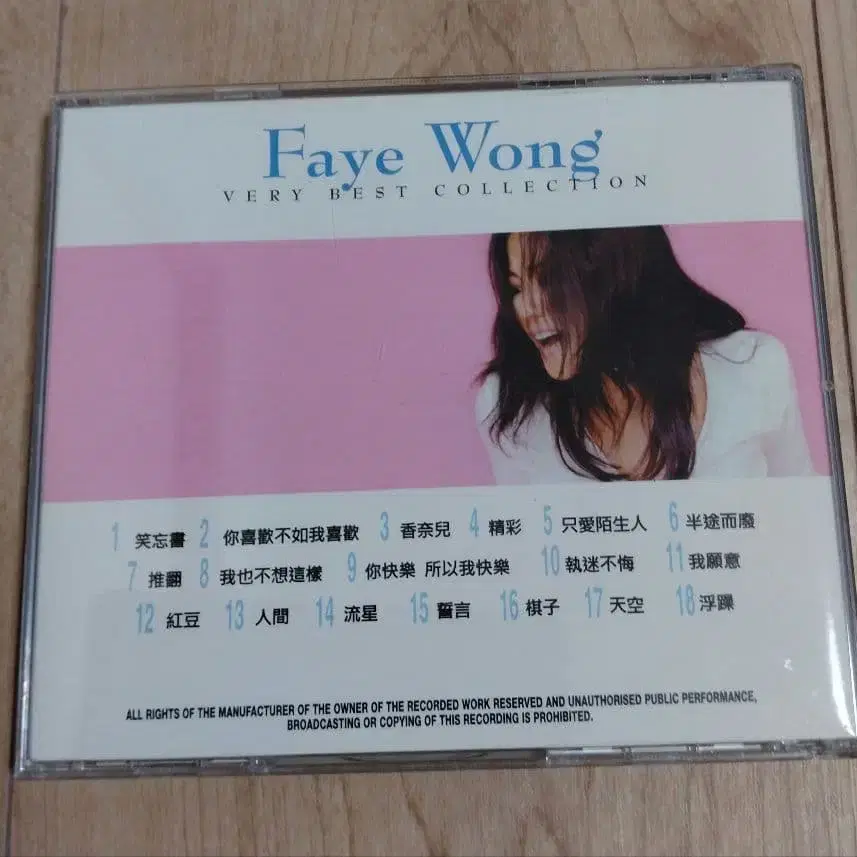 Faye Wong
VERY BEST COLLECTION
1 笑忘書 2 你喜歡不如我喜歡 3 香奈兒 4 精彩 5 只愛陌生人 6 半途而廢
7 推翻 8 我也不想這樣 9 你快樂 所以我快樂 10 執迷不悔 11 我願意
12 紅豆 13 人間 14 流星 15 誓言 16 棋子 17 天空 18 浮躁
ALL RIGHTS OF THE MANUFACTURER OF THE OWNER OF THE RECORDED WORK RESERVED AND UNAUTHORISED PUBLIC PERFORMANCE,
BROADCASTING OR COPYING OF THIS RECORDING IS PROHIBITED.